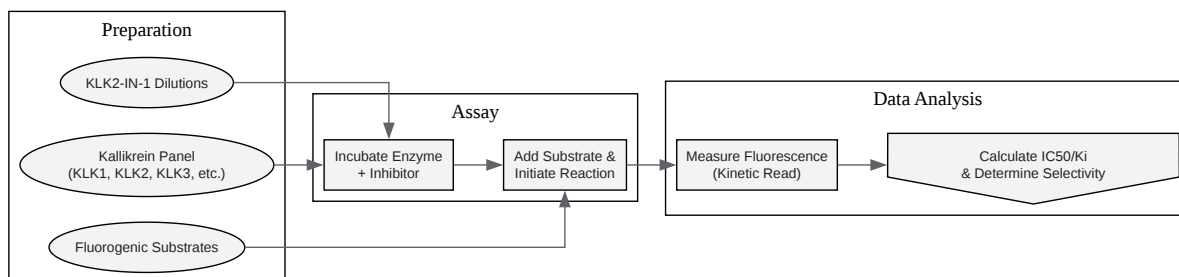 Preparation
KLK2-IN-1 Dilutions
Kallikrein Panel
(KLK1, KLK2, KLK3, etc.)
Fluorogenic Substrates
Assay
Incubate Enzyme
+ Inhibitor
Add Substrate &
Initiate Reaction
Data Analysis
Measure Fluorescence
(Kinetic Read)
Calculate IC50/Ki
& Determine Selectivity